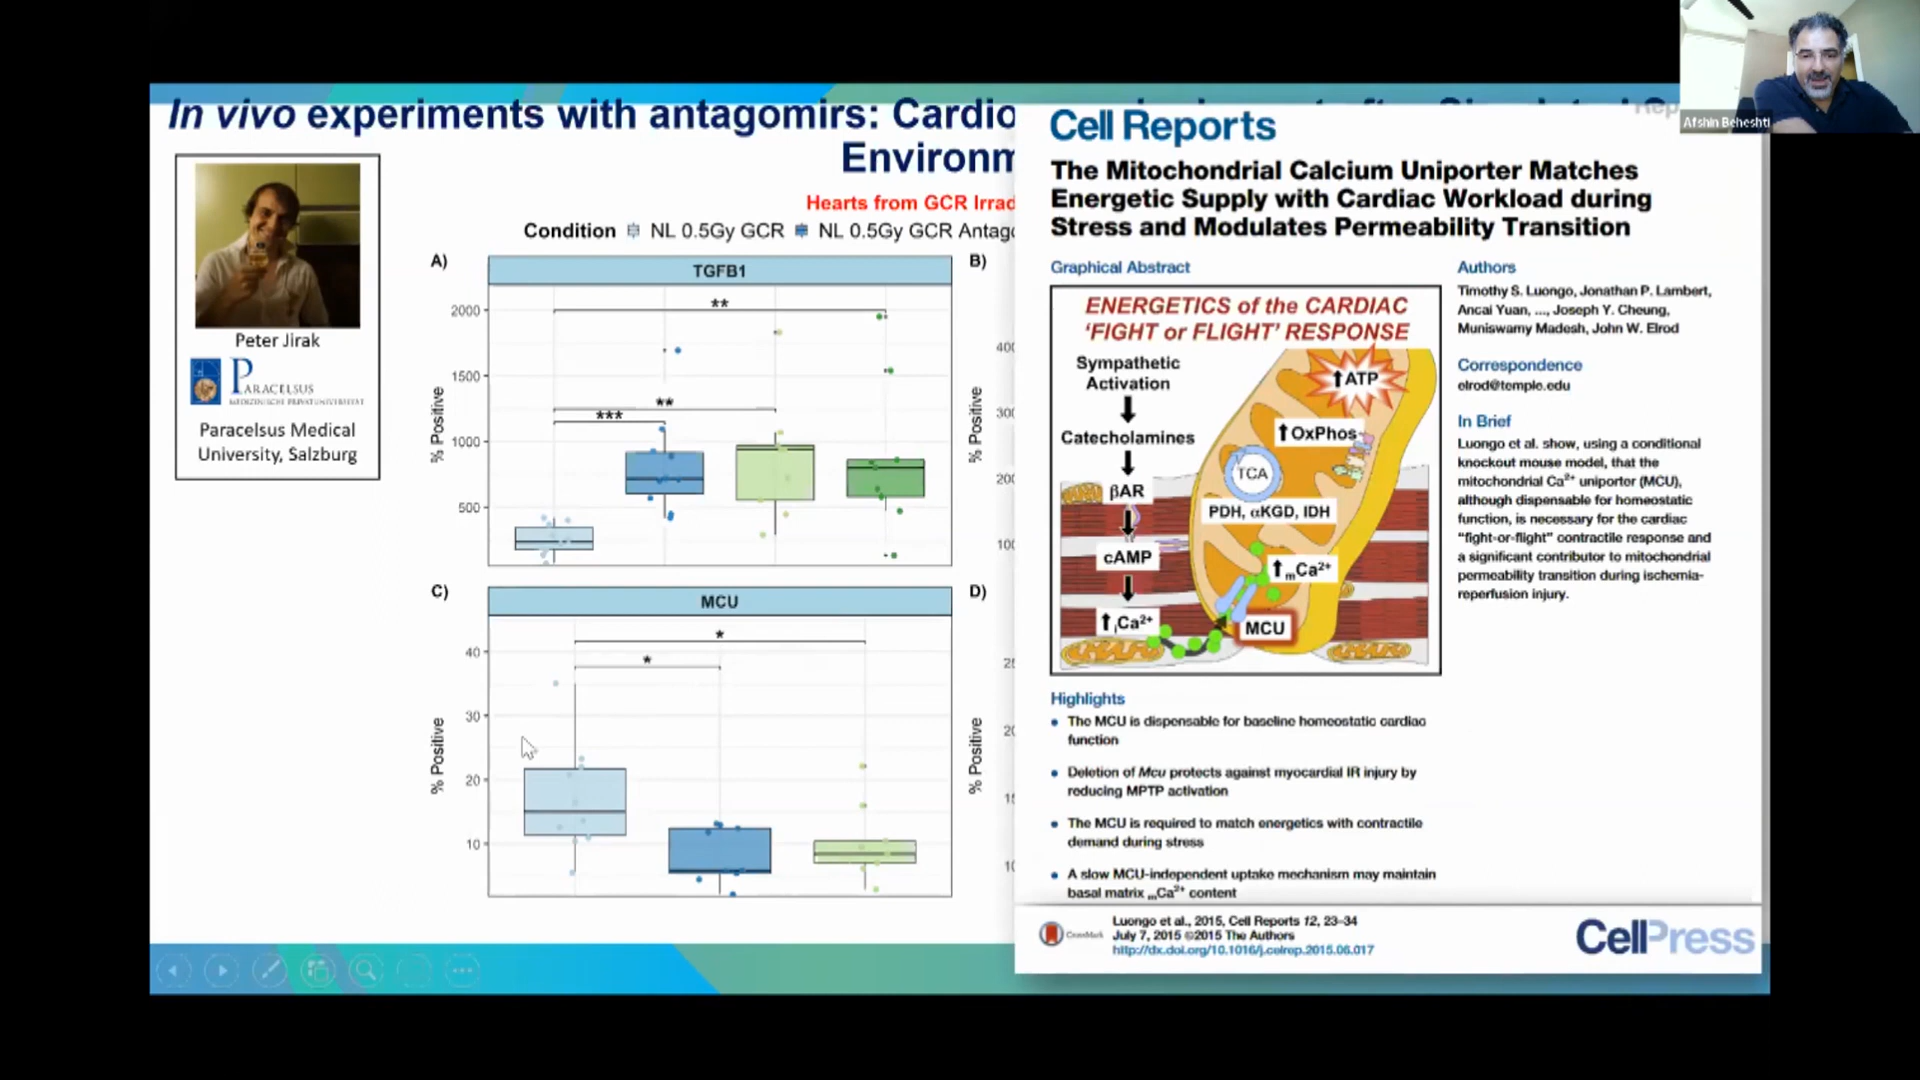 Afshin Beheshti
In vivo experiments with antagomirs: Cardio
Environm
Hearts from GCR Irrad
Condition NL 0.5Gy GCR NL 0.5Gy GCR Antago
Peter Jirak
PARACELSUS
MEDIZINISCHE PRIVATUNIVERSITÄT
Paracelsus Medical
University, Salzburg
A)
TGFB1
**
**
***
2000
1500
1000
500
% Positive
B)
% Positive
400
300
200
100
C)
MCU
*
*
40
30
20
10
% Positive
D)
% Positive
25
20
15
10
Cell Reports
The Mitochondrial Calcium Uniporter Matches
Energetic Supply with Cardiac Workload during
Stress and Modulates Permeability Transition
Graphical Abstract
ENERGETICS of the CARDIAC
‘FIGHT or FLIGHT’ RESPONSE
Sympathetic
Activation
Catecholamines
βAR
cAMP
↑iCa²⁺
↑ATP
↑OxPhos
TCA
PDH, αKGD, IDH
↑mCa²⁺
MCU
Authors
Timothy S. Luongo, Jonathan P. Lambert,
Ancai Yuan, ..., Joseph Y. Cheung,
Muniswamy Madesh, John W. Elrod
Correspondence
elrod@temple.edu
In Brief
Luongo et al. show, using a conditional
knockout mouse model, that the
mitochondrial Ca²⁺ uniporter (MCU),
although dispensable for homeostatic
function, is necessary for the cardiac
“fight-or-flight” contractile response and
a significant contributor to mitochondrial
permeability transition during ischemia-
reperfusion injury.
Highlights
• The MCU is dispensable for baseline homeostatic cardiac
function
• Deletion of Mcu protects against myocardial IR injury by
reducing MPTP activation
• The MCU is required to match energetics with contractile
demand during stress
• A slow MCU-independent uptake mechanism may maintain
basal matrix mCa²⁺ content
CrossMark
Luongo et al., 2015, Cell Reports 12, 23–34
July 7, 2015 ©2015 The Authors
http://dx.doi.org/10.1016/j.celrep.2015.06.017
CellPress